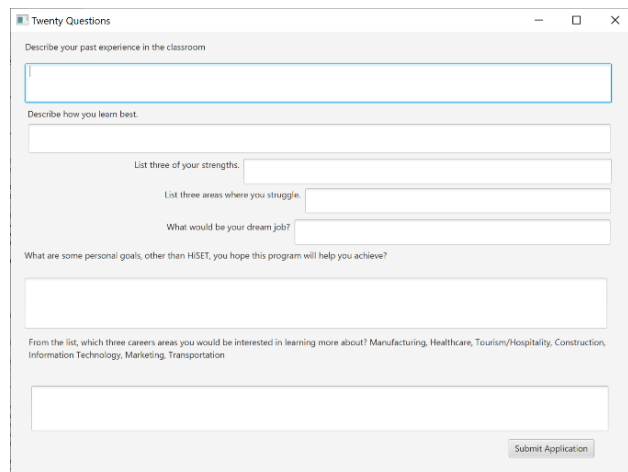 Twenty Questions
Describe your past experience in the classroom
Describe how you learn best.
List three of your strengths.
List three areas where you struggle.
What would be your dream job?
What are some personal goals, other than HiSET, you hope this program will help you achieve?
From the list, which three careers areas you would be interested in learning more about? Manufacturing, Healthcare, Tourism/Hospitality, Construction,
Information Technology, Marketing, Transportation
Submit Application